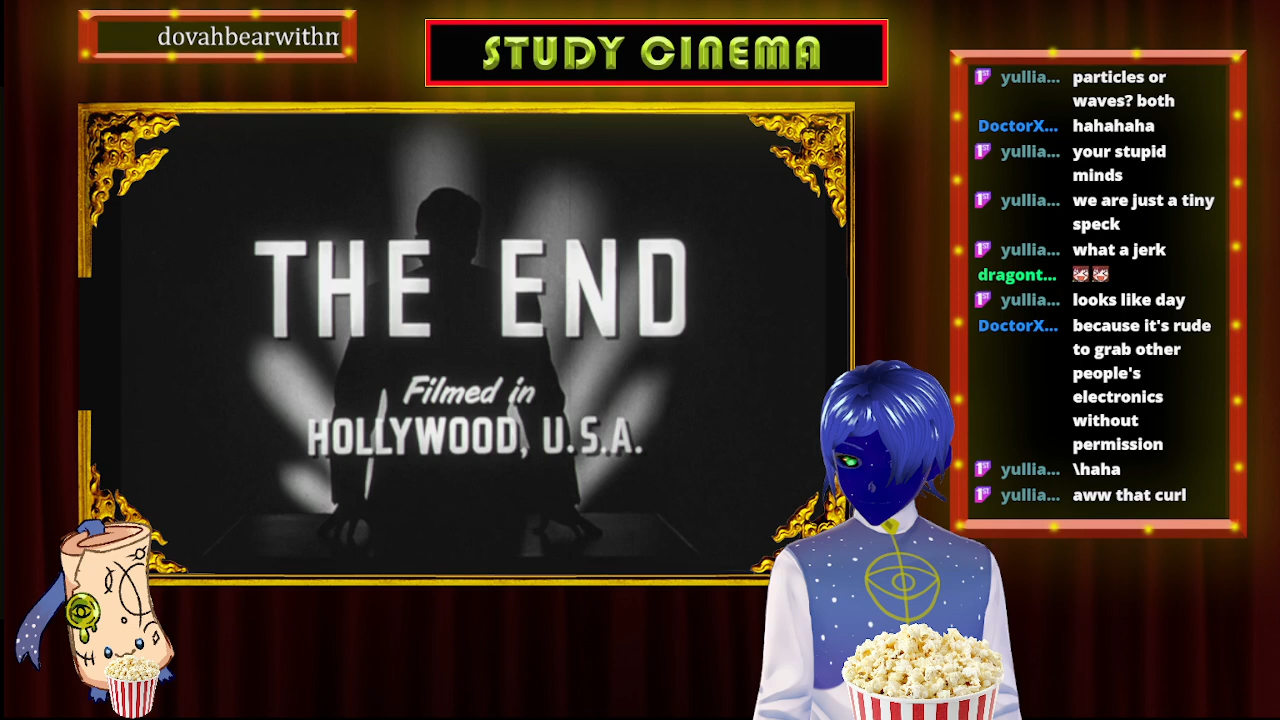 dovahbearwithm
STUDY CINEMA
THE END
Filmed in
HOLLYWOOD, U.S.A.
yullia... particles or
waves? both
DoctorX... hahahaha
yullia... your stupid
minds
yullia... we are just a tiny
speck
yullia... what a jerk
dragont...
yullia... looks like day
DoctorX... because it's rude
to grab other
people's
electronics
without
permission
yullia... \haha
yullia... aww that curl